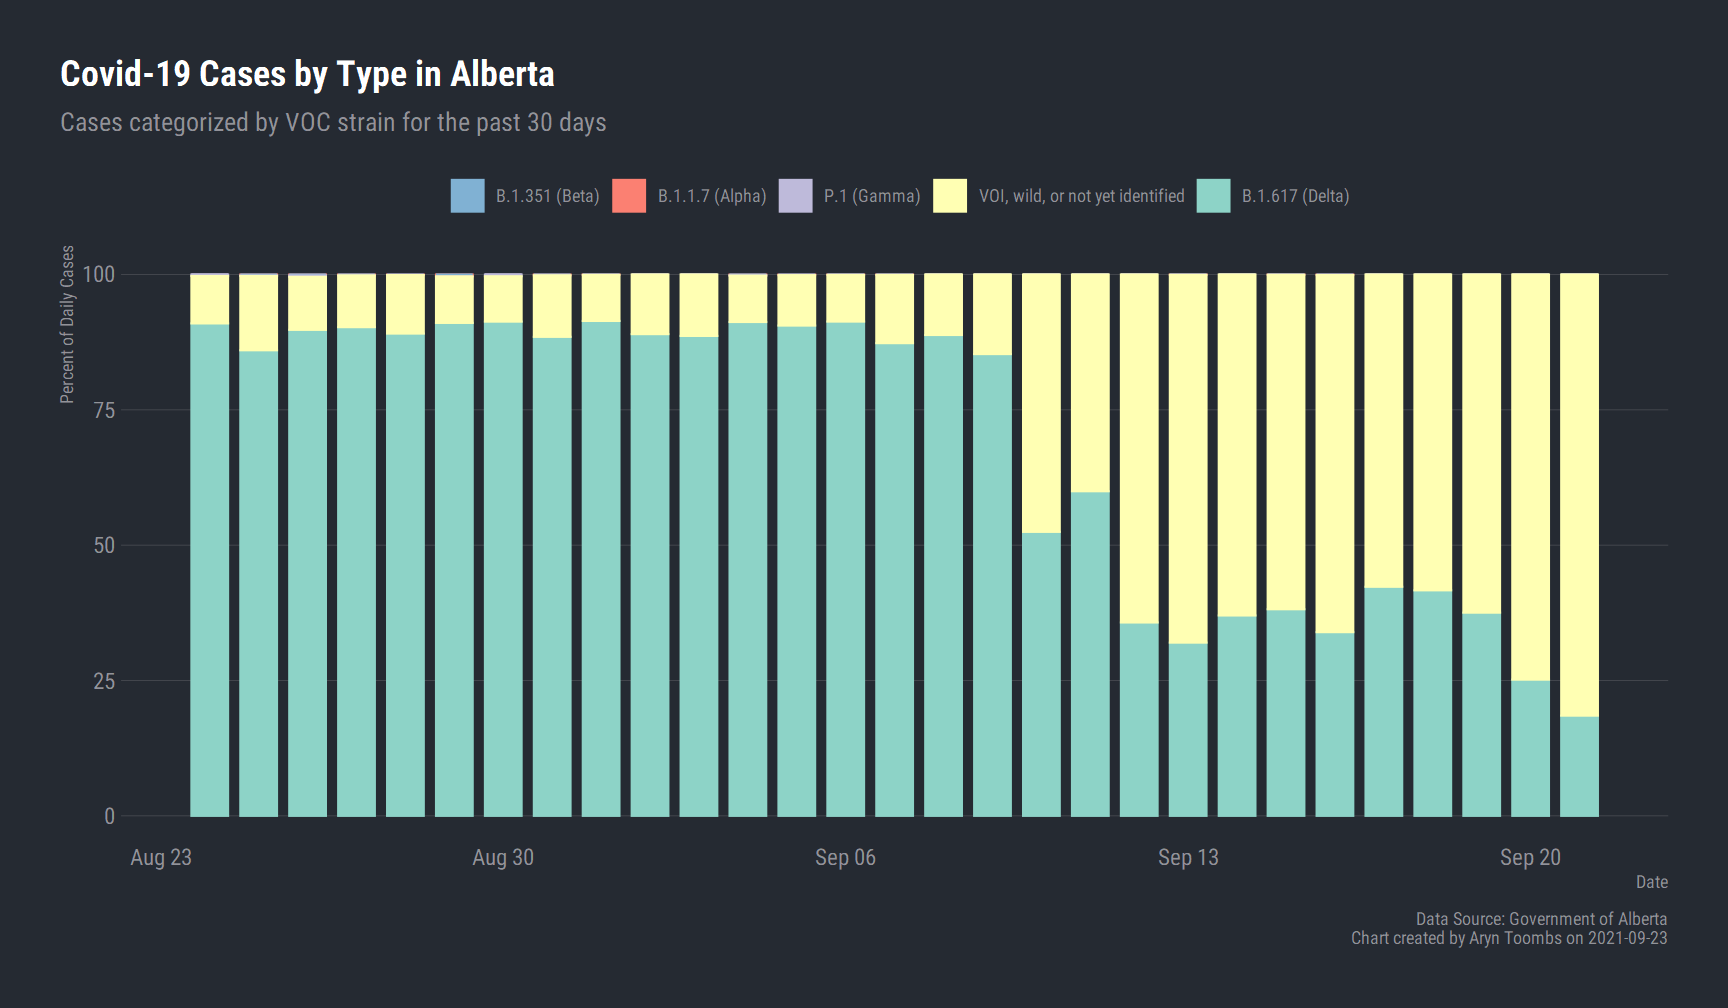 Covid-19 Cases by Type in Alberta
Cases categorized by VOC strain for the past 30 days
B.1.351 (Beta)
B.1.1.7 (Alpha)
P.1 (Gamma)
VOI, wild, or not yet identified
B.1.617 (Delta)
Percent of Daily Cases
100
75
50
25
0
Aug 23
Aug 30
Sep 06
Sep 13
Sep 20
Date
Data Source: Government of Alberta
Chart created by Aryn Toombs on 2021-09-23